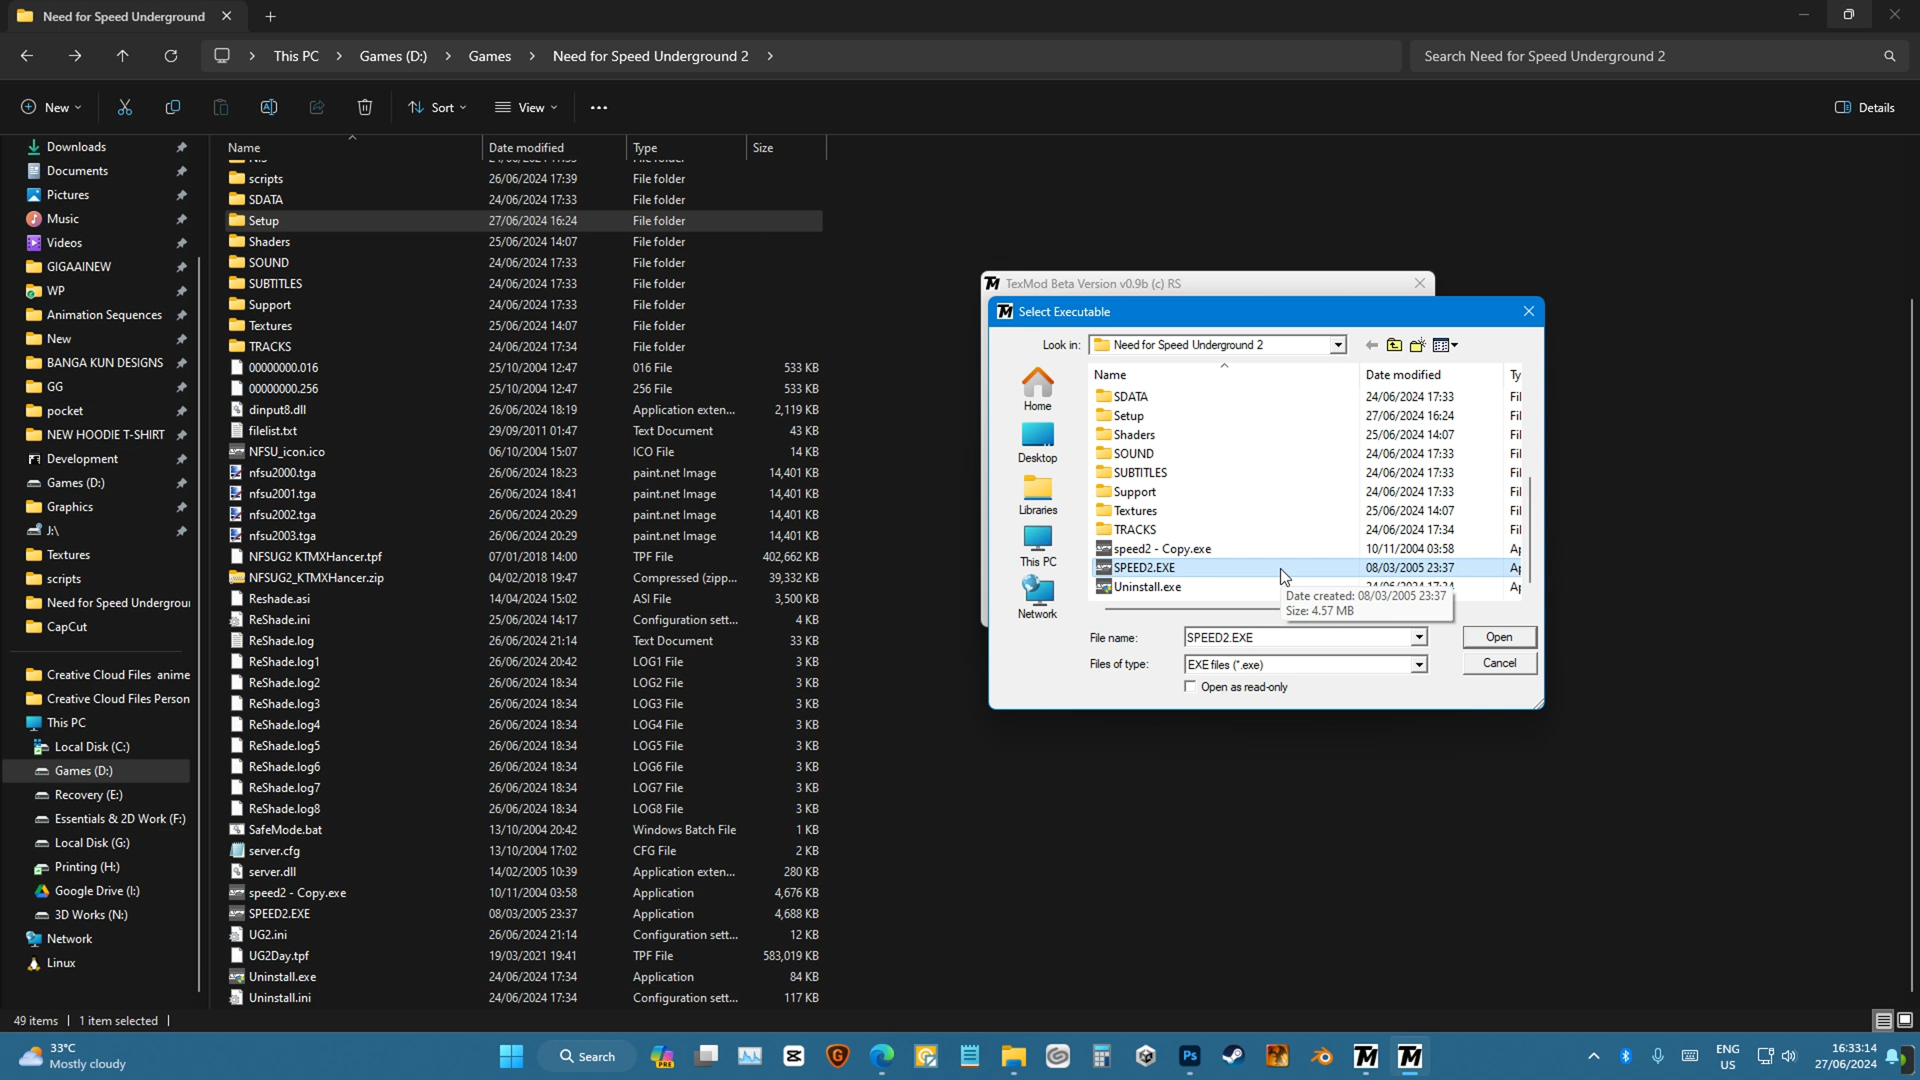 Need for Speed Underground
This PC > Games (D:) > Games > Need for Speed Underground 2 >
Search Need for Speed Underground 2
New
Sort
View
Details
Downloads
Documents
Pictures
Music
Videos
GIGAAINEW
WP
Animation Sequences
New
BANGA KUN DESIGNS
GG
pocket
NEW HOODIE T-SHIRT
Development
Games (D:)
Graphics
J:\
Textures
scripts
Need for Speed Undergrou
CapCut
Creative Cloud Files anime
Creative Cloud Files Person
This PC
Local Disk (C:)
Games (D:)
Recovery (E:)
Essentials & 2D Work (F:)
Local Disk (G:)
Printing (H:)
Google Drive (I:)
3D Works (N:)
Network
Linux
Name Date modified Type Size
scripts 26/06/2024 17:39 File folder
SDATA 24/06/2024 17:33 File folder
Setup 27/06/2024 16:24 File folder
Shaders 25/06/2024 14:07 File folder
SOUND 24/06/2024 17:33 File folder
SUBTITLES 24/06/2024 17:33 File folder
Support 24/06/2024 17:33 File folder
Textures 25/06/2024 14:07 File folder
TRACKS 24/06/2024 17:34 File folder
00000000.016 25/10/2004 12:47 016 File 533 KB
00000000.256 25/10/2004 12:47 256 File 533 KB
dinput8.dll 26/06/2024 18:19 Application exten... 2,119 KB
filelist.txt 29/09/2011 01:47 Text Document 43 KB
NFSU_icon.ico 06/10/2004 15:07 ICO File 14 KB
nfsu2000.tga 26/06/2024 18:23 paint.net Image 14,401 KB
nfsu2001.tga 26/06/2024 18:41 paint.net Image 14,401 KB
nfsu2002.tga 26/06/2024 20:29 paint.net Image 14,401 KB
nfsu2003.tga 26/06/2024 20:29 paint.net Image 14,401 KB
NFSUG2 KTMXHancer.tpf 07/01/2018 14:00 TPF File 402,662 KB
NFSUG2_KTMXHancer.zip 04/02/2018 19:47 Compressed (zipp... 39,332 KB
Reshade.asi 14/04/2024 15:02 ASI File 3,500 KB
ReShade.ini 25/06/2024 14:17 Configuration sett... 4 KB
ReShade.log 26/06/2024 21:14 Text Document 33 KB
ReShade.log1 26/06/2024 20:42 LOG1 File 3 KB
ReShade.log2 26/06/2024 18:34 LOG2 File 3 KB
ReShade.log3 26/06/2024 18:34 LOG3 File 3 KB
ReShade.log4 26/06/2024 18:34 LOG4 File 3 KB
ReShade.log5 26/06/2024 18:34 LOG5 File 3 KB
ReShade.log6 26/06/2024 18:34 LOG6 File 3 KB
ReShade.log7 26/06/2024 18:34 LOG7 File 3 KB
ReShade.log8 26/06/2024 18:34 LOG8 File 3 KB
SafeMode.bat 13/10/2004 20:42 Windows Batch File 1 KB
server.cfg 13/10/2004 17:02 CFG File 2 KB
server.dll 14/02/2005 10:39 Application exten... 280 KB
speed2 - Copy.exe 10/11/2004 03:58 Application 4,676 KB
SPEED2.EXE 08/03/2005 23:37 Application 4,688 KB
UG2.ini 26/06/2024 21:14 Configuration sett... 12 KB
UG2Day.tpf 19/03/2021 19:41 TPF File 583,019 KB
Uninstall.exe 24/06/2024 17:34 Application 84 KB
Uninstall.ini 24/06/2024 17:34 Configuration sett... 117 KB
TexMod Beta Version v0.9b (c) RS
Select Executable
Look in: Need for Speed Underground 2
Home
Desktop
Libraries
This PC
Network
Name Date modified Ty
SDATA 24/06/2024 17:33 Fil
Setup 27/06/2024 16:24 Fil
Shaders 25/06/2024 14:07 Fil
SOUND 24/06/2024 17:33 Fil
SUBTITLES 24/06/2024 17:33 Fil
Support 24/06/2024 17:33 Fil
Textures 25/06/2024 14:07 Fil
TRACKS 24/06/2024 17:34 Fil
speed2 - Copy.exe 10/11/2004 03:58 Ap
SPEED2.EXE 08/03/2005 23:37 Ap
Uninstall.exe
Date created: 08/03/2005 23:37
Size: 4.57 MB
File name: SPEED2.EXE Open
Files of type: EXE files (*.exe) Cancel
Open as read-only
49 items 1 item selected
33°C
Mostly cloudy
Search
PRE
Ps
ENG
US
16:33:14
27/06/2024